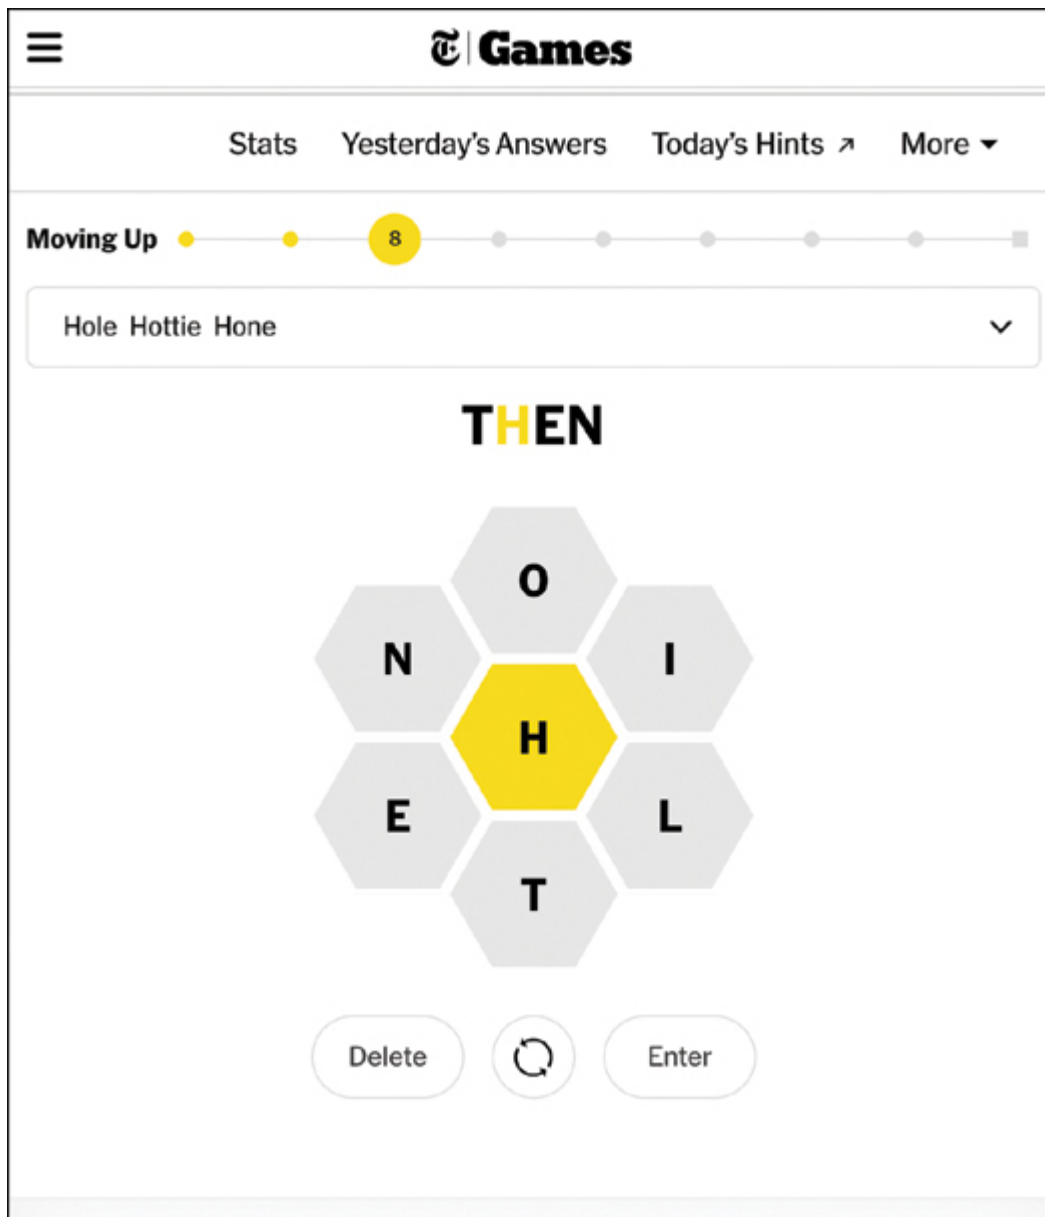 T Games
Stats Yesterday's Answers Today's Hints ↗ More
Moving Up 8
Hole Hottie Hone
THEN
O
N I
H
E L
T
Delete Enter